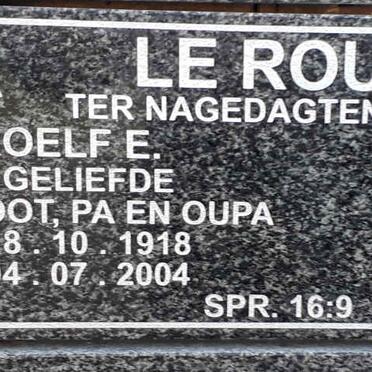 LE ROU
TER NAGEDAGTEN
OELF E.
GELIEFDE
OOT, PA EN OUPA
8 . 10 . 1918
04 . 07 . 2004
SPR. 16:9